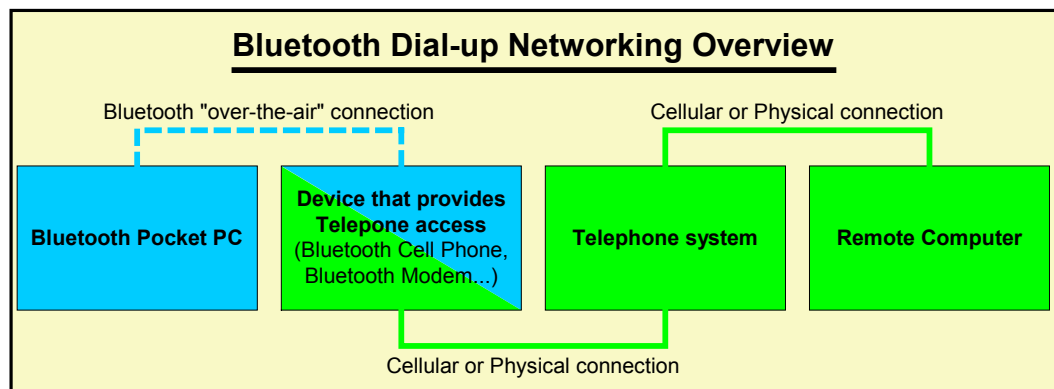 Bluetooth Dial-up Networking Overview
Bluetooth "over-the-air" connection
Cellular or Physical connection
Bluetooth Pocket PC
Device that provides
Telepone access
(Bluetooth Cell Phone,
Bluetooth Modem...)
Telephone system
Remote Computer
Cellular or Physical connection